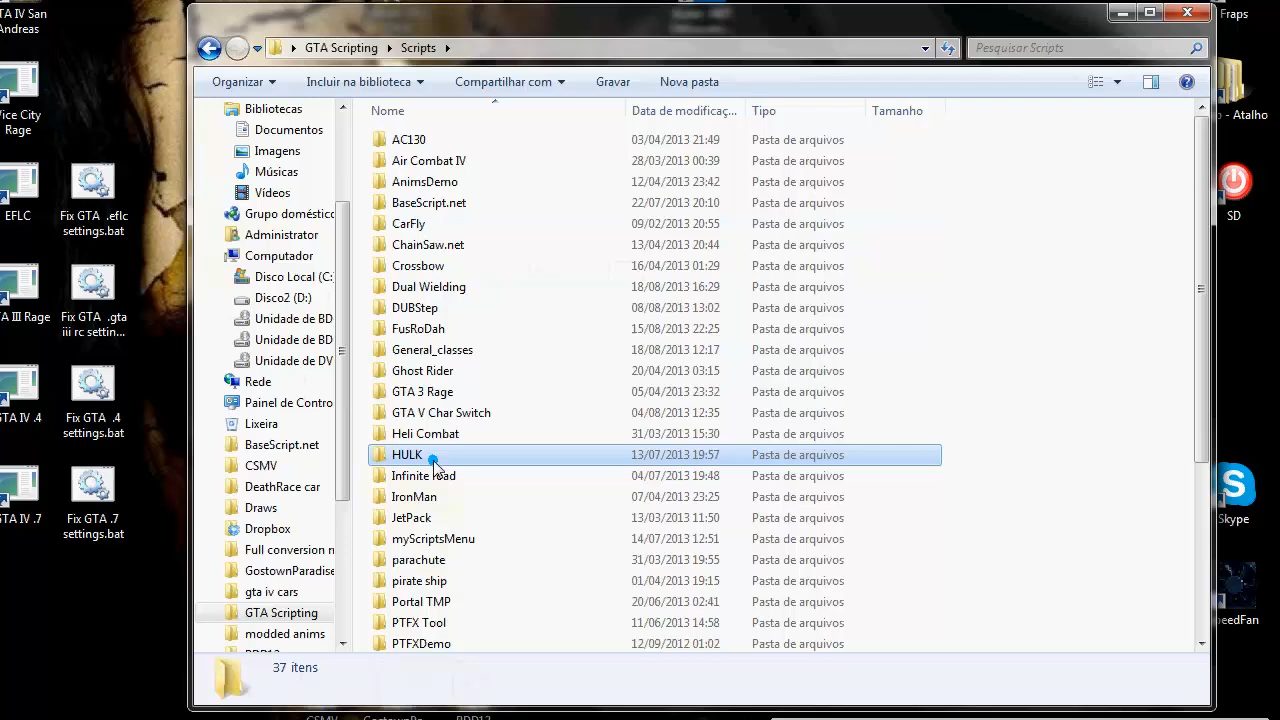 TA IV San
Andreas
Vice City
Rage
EFLC
Fix GTA .eflc
settings.bat
TA III Rage
Fix GTA .gta
iii rc settin...
GTA IV .4
Fix GTA .4
settings.bat
GTA IV .7
Fix GTA .7
settings.bat
GTA Scripting
Scripts
Pesquisar Scripts
Organizar
Incluir na biblioteca
Compartilhar com
Gravar
Nova pasta
Bibliotecas
Documentos
Imagens
Músicas
Vídeos
Grupo doméstic
Administrator
Computador
Disco Local (C:
Disco2 (D:)
Unidade de BD
Unidade de BD
Unidade de DV
Rede
Painel de Contro
Lixeira
BaseScript.net
CSMV
DeathRace car
Draws
Dropbox
Full conversion n
GostownParadise
gta iv cars
GTA Scripting
modded anims
Nome Data de modificaç... Tipo Tamanho
AC130 03/04/2013 21:49 Pasta de arquivos
Air Combat IV 28/03/2013 00:39 Pasta de arquivos
AnimsDemo 12/04/2013 23:42 Pasta de arquivos
BaseScript.net 22/07/2013 20:10 Pasta de arquivos
CarFly 09/02/2013 20:55 Pasta de arquivos
ChainSaw.net 13/04/2013 20:44 Pasta de arquivos
Crossbow 16/04/2013 01:29 Pasta de arquivos
Dual Wielding 18/08/2013 16:29 Pasta de arquivos
DUBStep 08/08/2013 13:02 Pasta de arquivos
FusRoDah 15/08/2013 22:25 Pasta de arquivos
General_classes 18/08/2013 12:17 Pasta de arquivos
Ghost Rider 20/04/2013 03:15 Pasta de arquivos
GTA 3 Rage 05/04/2013 23:32 Pasta de arquivos
GTA V Char Switch 04/08/2013 12:35 Pasta de arquivos
Heli Combat 31/03/2013 15:30 Pasta de arquivos
HULK 13/07/2013 19:57 Pasta de arquivos
Infinite Road 04/07/2013 19:48 Pasta de arquivos
IronMan 07/04/2013 23:25 Pasta de arquivos
JetPack 13/03/2013 11:50 Pasta de arquivos
myScriptsMenu 14/07/2013 12:51 Pasta de arquivos
parachute 31/03/2013 19:55 Pasta de arquivos
pirate ship 01/04/2013 19:15 Pasta de arquivos
Portal TMP 20/06/2013 02:41 Pasta de arquivos
PTFX Tool 11/06/2013 14:58 Pasta de arquivos
PTFXDemo 12/09/2012 01:02 Pasta de arquivos
37 itens
Fraps
p - Atalho
SD
Skype
peedFan